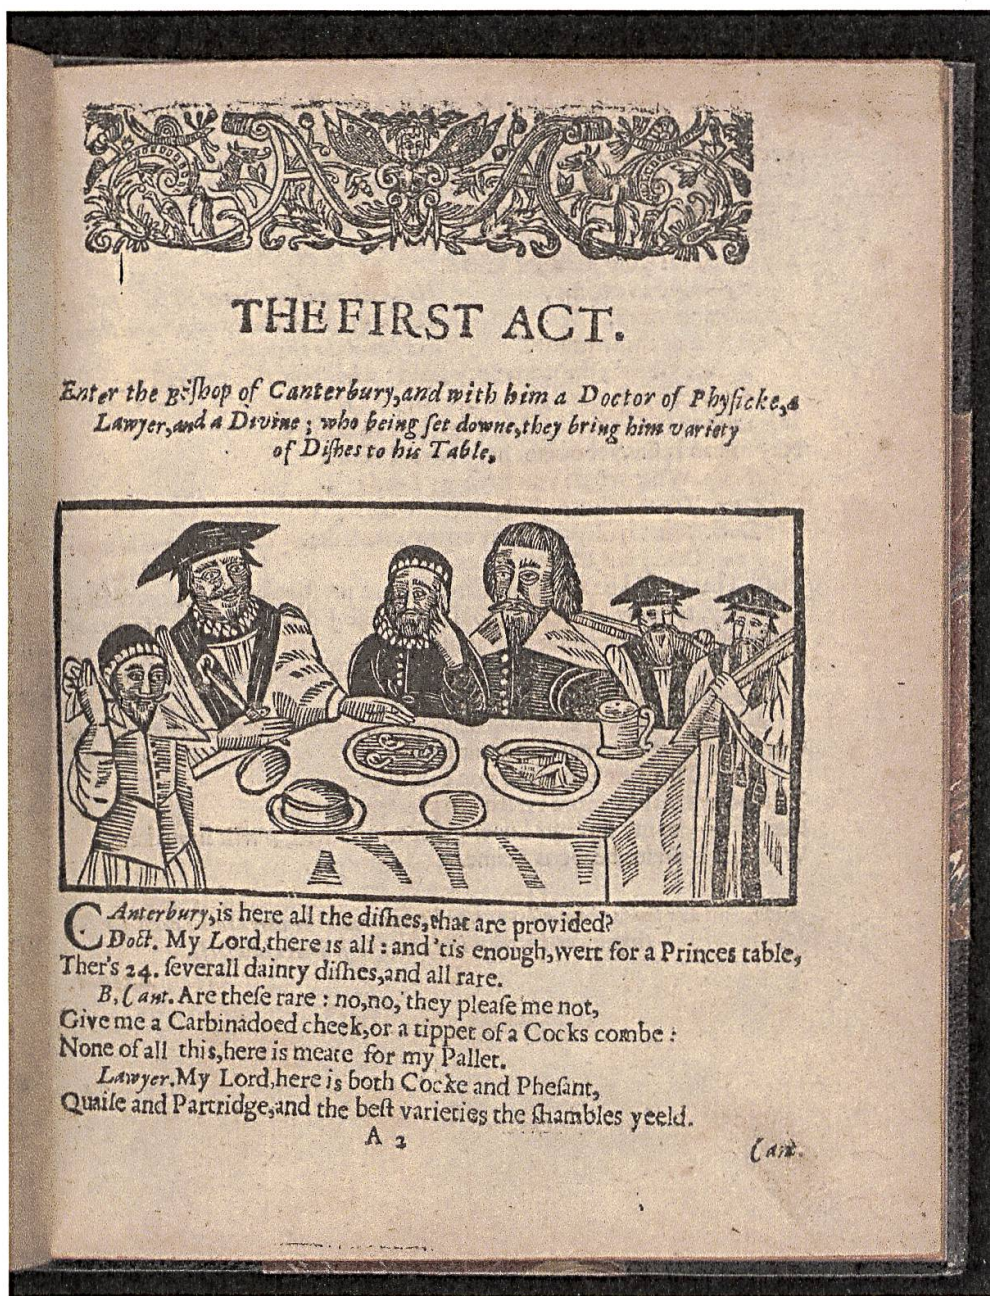 THE FIRST ACT.
Enter the Biſhop of Canterbury, and with him a Doctor of Phyſicke, a
Lawyer, and a Divine; who being ſet downe, they bring him variety
of Diſhes to his Table.
CAnterbury, is here all the diſhes, that are provided?
Doct. My Lord, there is all: and 'tis enough, wert for a Princes table,
Ther's 24. ſeverall dainty diſhes, and all rare.
B, Cant. Are theſe rare: no, no, they pleaſe me not,
Give me a Carbinadoed cheek, or a tippet of a Cocks combe:
None of all this, here is meate for my Pallet.
Lawyer. My Lord, here is both Cocke and Pheſant,
Quaile and Partridge, and the beſt varieties the ſhambles yeeld.
A 2
Cant.